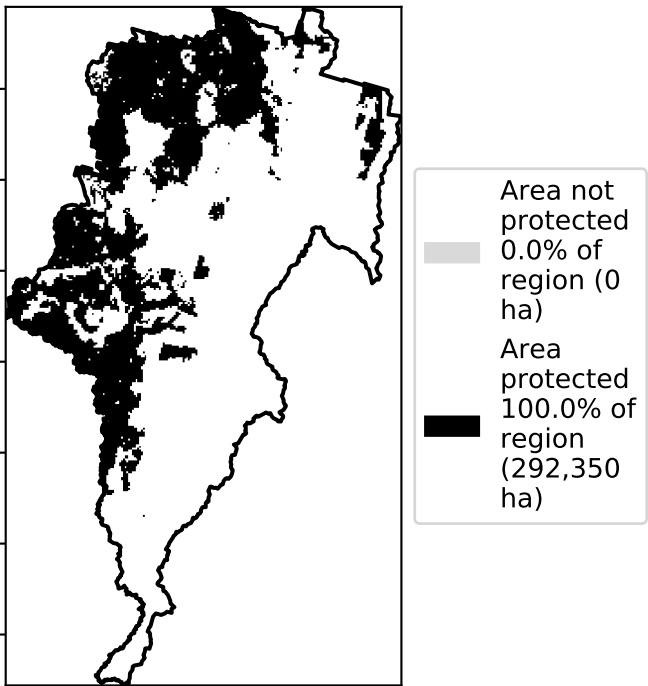 Area not
protected
0.0% of
region (0
ha)
Area
protected
100.0% of
region
(292,350
ha)